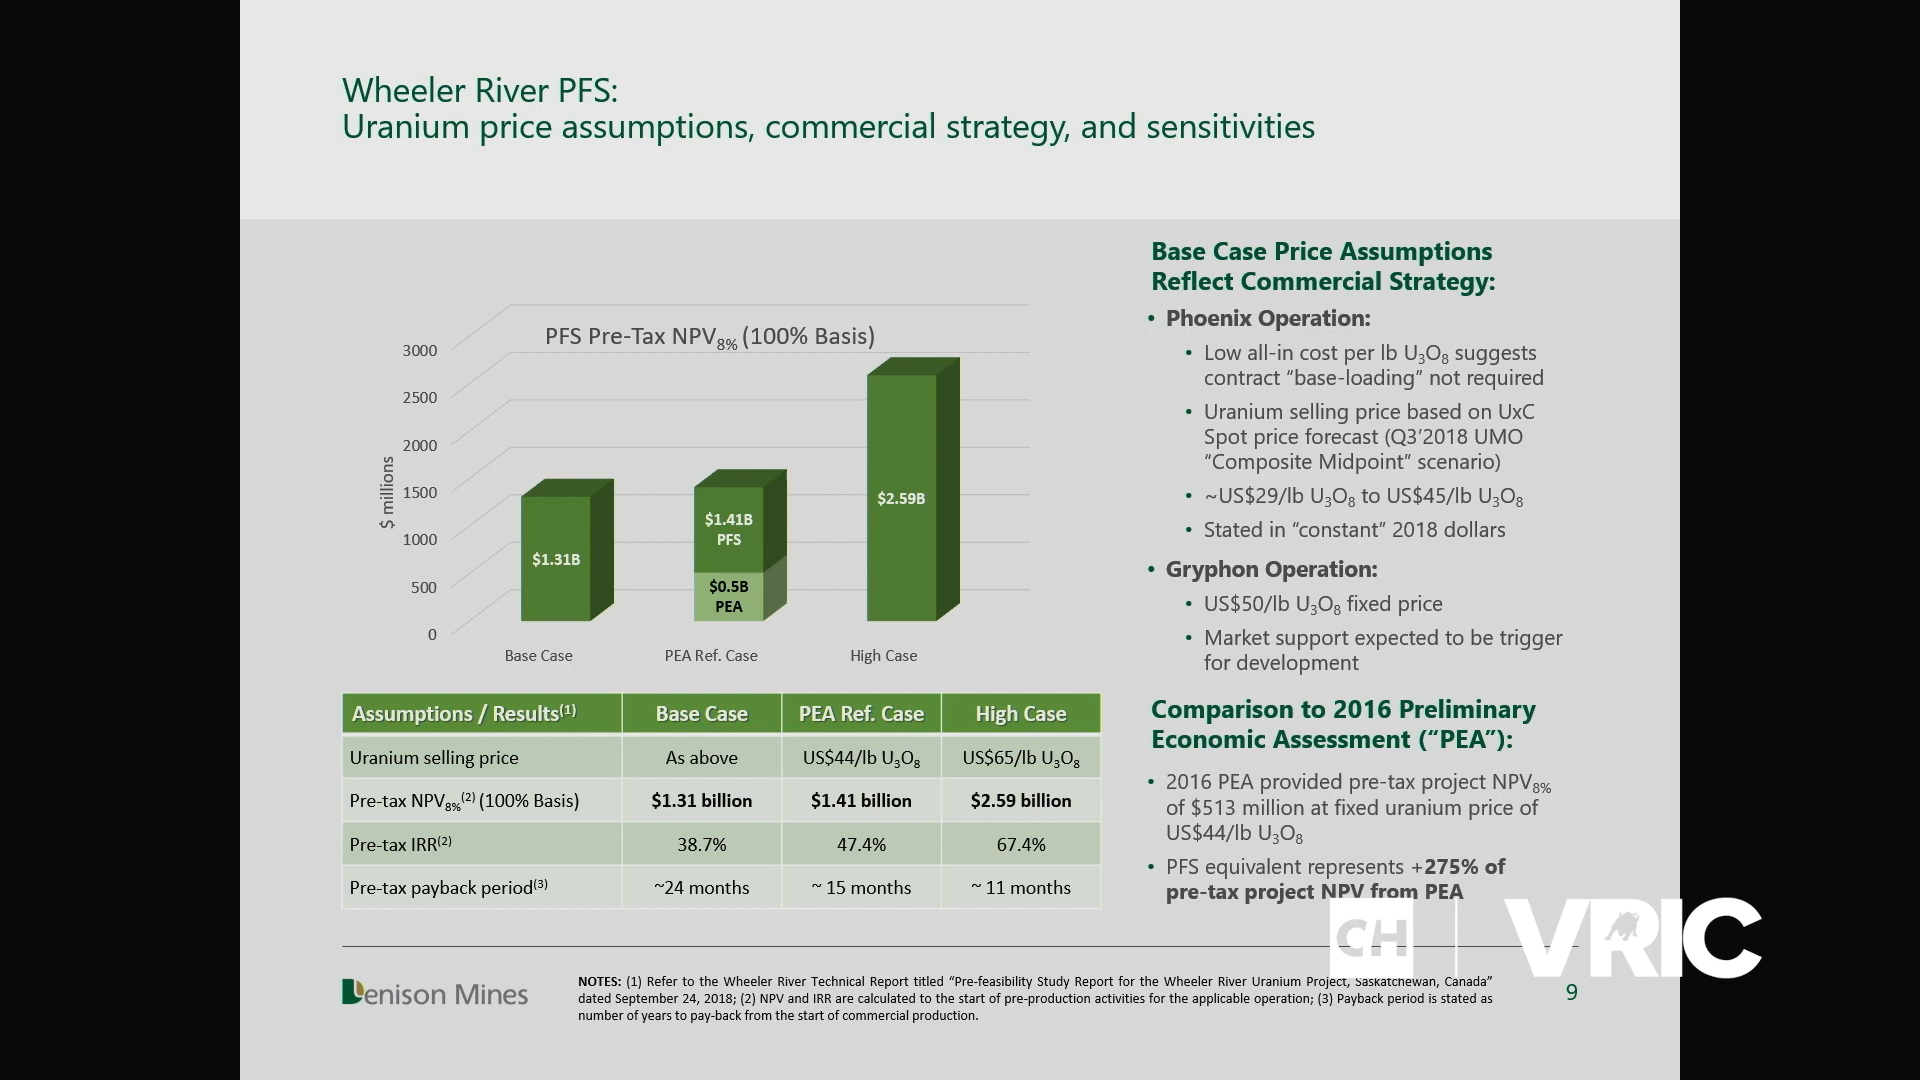 Wheeler River PFS:
Uranium price assumptions, commercial strategy, and sensitivities
PFS Pre-Tax NPV8% (100% Basis)
$ millions
3000
2500
2000
1500
1000
500
0
$1.31B
$1.41B
PFS
$0.5B
PEA
$2.59B
Base Case PEA Ref. Case High Case
Assumptions / Results(1) Base Case PEA Ref. Case High Case
Uranium selling price As above US$44/lb U3O8 US$65/lb U3O8
Pre-tax NPV8%(2) (100% Basis) $1.31 billion $1.41 billion $2.59 billion
Pre-tax IRR(2) 38.7% 47.4% 67.4%
Pre-tax payback period(3) ~24 months ~ 15 months ~ 11 months
Base Case Price Assumptions
Reflect Commercial Strategy:
• Phoenix Operation:
• Low all-in cost per lb U3O8 suggests
contract “base-loading” not required
• Uranium selling price based on UxC
Spot price forecast (Q3’2018 UMO
“Composite Midpoint” scenario)
• ~US$29/lb U3O8 to US$45/lb U3O8
• Stated in “constant” 2018 dollars
• Gryphon Operation:
• US$50/lb U3O8 fixed price
• Market support expected to be trigger
for development
Comparison to 2016 Preliminary
Economic Assessment (“PEA”):
• 2016 PEA provided pre-tax project NPV8%
of $513 million at fixed uranium price of
US$44/lb U3O8
• PFS equivalent represents +275% of
pre-tax project NPV from PEA
CH VRIC
Denison Mines
NOTES: (1) Refer to the Wheeler River Technical Report titled “Pre-feasibility Study Report for the Wheeler River Uranium Project, Saskatchewan, Canada”
dated September 24, 2018; (2) NPV and IRR are calculated to the start of pre-production activities for the applicable operation; (3) Payback period is stated as
number of years to pay-back from the start of commercial production.
9